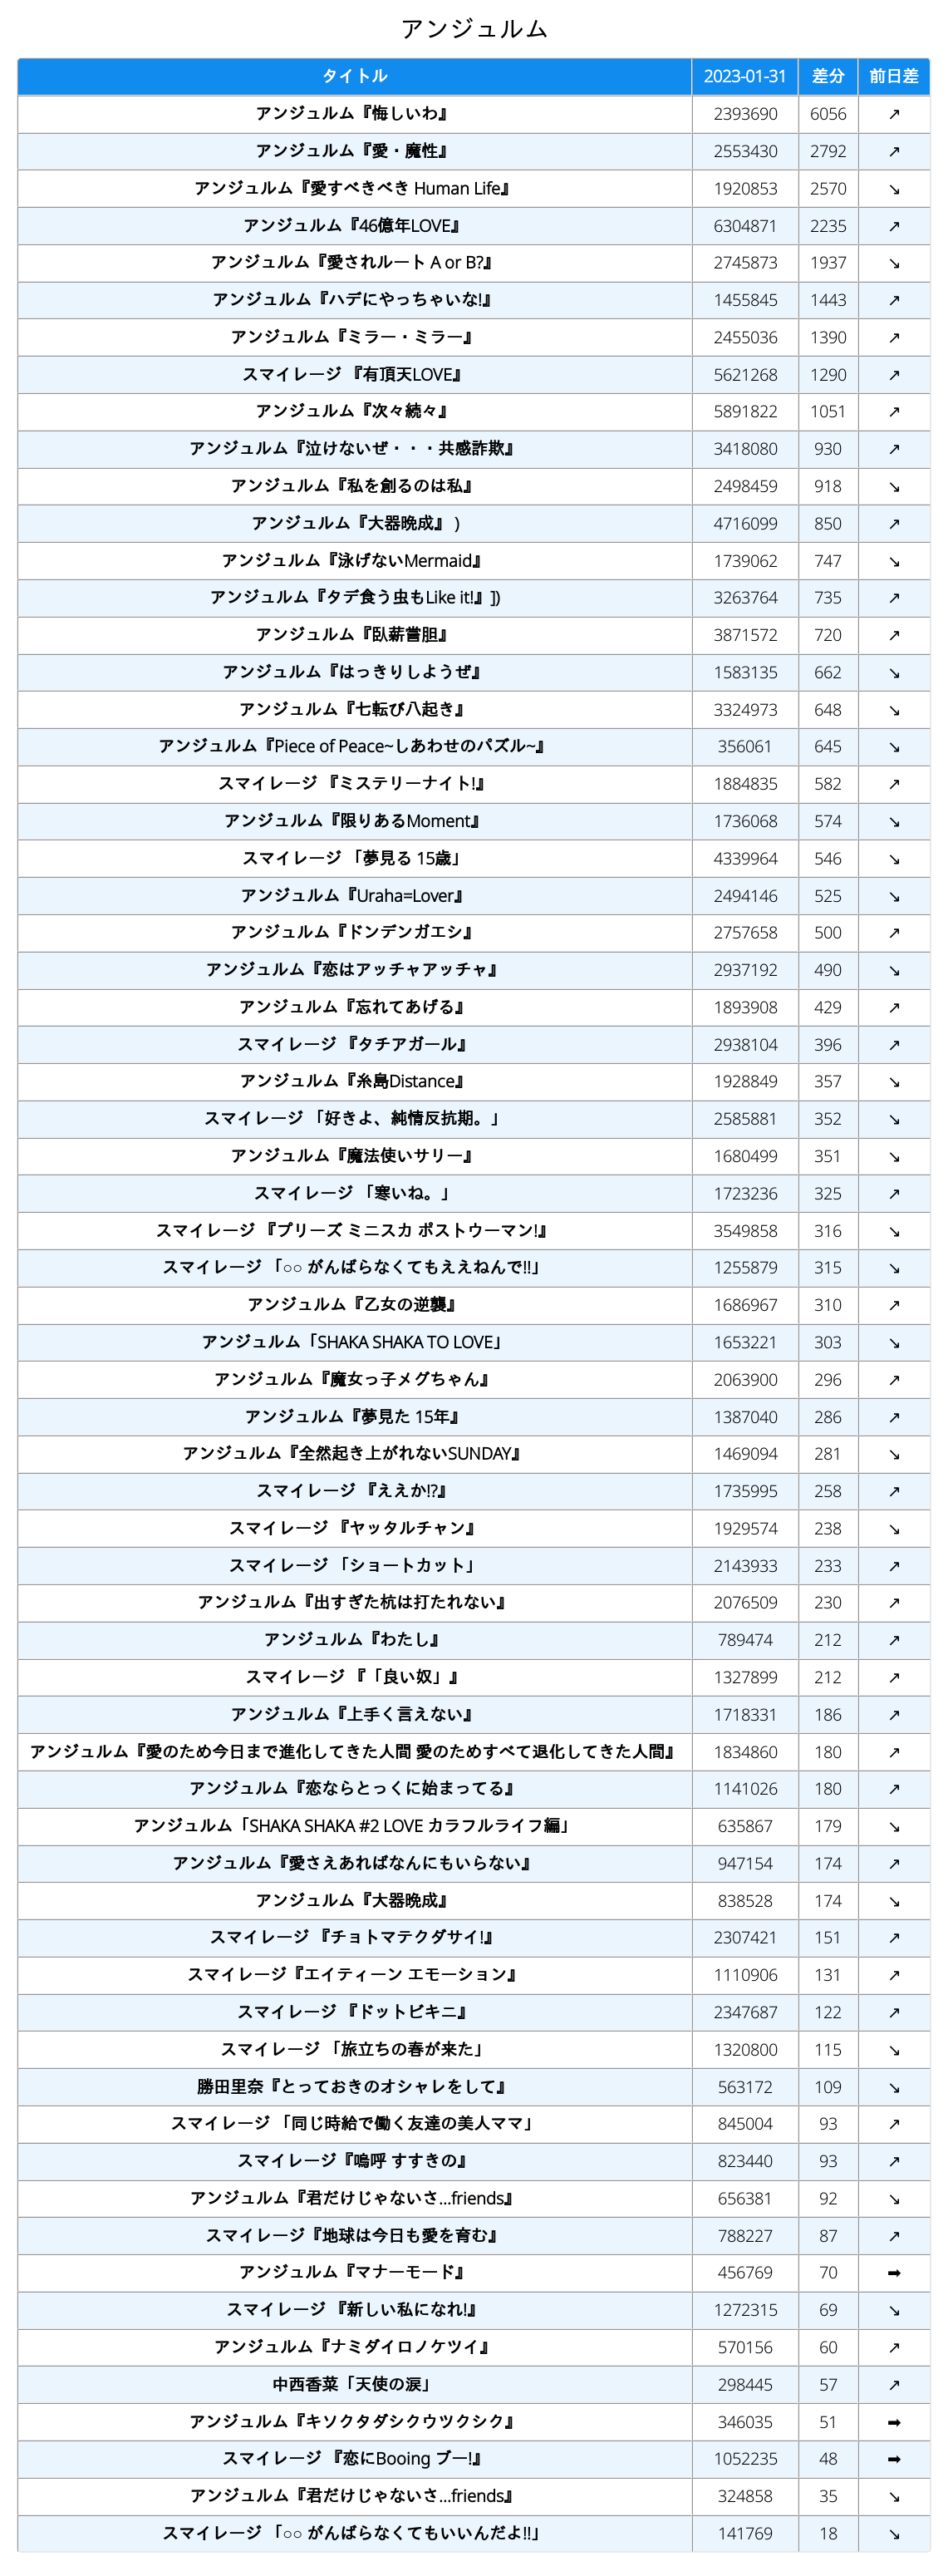 アンジュルム
タイトル 2023-01-31 差分 前日差
アンジュルム『悔しいわ』 2393690 6056 ↗
アンジュルム『愛・魔性』 2553430 2792 ↗
アンジュルム『愛すべきべき Human Life』 1920853 2570 ↘
アンジュルム『46億年LOVE』 6304871 2235 ↗
アンジュルム『愛されルート A or B?』 2745873 1937 ↘
アンジュルム『ハデにやっちゃいな!』 1455845 1443 ↗
アンジュルム『ミラー・ミラー』 2455036 1390 ↗
スマイレージ 『有頂天LOVE』 5621268 1290 ↗
アンジュルム『次々続々』 5891822 1051 ↗
アンジュルム『泣けないぜ・・・共感詐欺』 3418080 930 ↗
アンジュルム『私を創るのは私』 2498459 918 ↘
アンジュルム『大器晩成』 ) 4716099 850 ↗
アンジュルム『泳げないMermaid』 1739062 747 ↘
アンジュルム『タデ食う虫もLike it!』]) 3263764 735 ↗
アンジュルム『臥薪嘗胆』 3871572 720 ↗
アンジュルム『はっきりしようぜ』 1583135 662 ↘
アンジュルム『七転び八起き』 3324973 648 ↘
アンジュルム『Piece of Peace~しあわせのパズル~』 356061 645 ↘
スマイレージ 『ミステリーナイト!』 1884835 582 ↗
アンジュルム『限りあるMoment』 1736068 574 ↘
スマイレージ 「夢見る 15歳」 4339964 546 ↘
アンジュルム『Uraha=Lover』 2494146 525 ↘
アンジュルム『ドンデンガエシ』 2757658 500 ↗
アンジュルム『恋はアッチャアッチャ』 2937192 490 ↘
アンジュルム『忘れてあげる』 1893908 429 ↗
スマイレージ 『タチアガール』 2938104 396 ↗
アンジュルム『糸島Distance』 1928849 357 ↘
スマイレージ 「好きよ、純情反抗期。」 2585881 352 ↘
アンジュルム『魔法使いサリー』 1680499 351 ↘
スマイレージ 「寒いね。」 1723236 325 ↗
スマイレージ 『プリーズ ミニスカ ポストウーマン!』 3549858 316 ↘
スマイレージ 「○○ がんばらなくてもええねんで!!」 1255879 315 ↘
アンジュルム『乙女の逆襲』 1686967 310 ↗
アンジュルム「SHAKA SHAKA TO LOVE」 1653221 303 ↘
アンジュルム『魔女っ子メグちゃん』 2063900 296 ↗
アンジュルム『夢見た 15年』 1387040 286 ↗
アンジュルム『全然起き上がれないSUNDAY』 1469094 281 ↘
スマイレージ 『ええか!?』 1735995 258 ↗
スマイレージ 『ヤッタルチャン』 1929574 238 ↘
スマイレージ 「ショートカット」 2143933 233 ↗
アンジュルム『出すぎた杭は打たれない』 2076509 230 ↗
アンジュルム『わたし』 789474 212 ↗
スマイレージ 『「良い奴」』 1327899 212 ↗
アンジュルム『上手く言えない』 1718331 186 ↗
アンジュルム『愛のため今日まで進化してきた人間 愛のためすべて退化してきた人間』 1834860 180 ↗
アンジュルム『恋ならとっくに始まってる』 1141026 180 ↗
アンジュルム「SHAKA SHAKA #2 LOVE カラフルライフ編」 635867 179 ↘
アンジュルム『愛さえあればなんにもいらない』 947154 174 ↗
アンジュルム『大器晩成』 838528 174 ↘
スマイレージ 『チョトマテクダサイ!』 2307421 151 ↗
スマイレージ『エイティーン エモーション』 1110906 131 ↗
スマイレージ 『ドットビキニ』 2347687 122 ↗
スマイレージ 「旅立ちの春が来た」 1320800 115 ↘
勝田里奈『とっておきのオシャレをして』 563172 109 ↘
スマイレージ 「同じ時給で働く友達の美人ママ」 845004 93 ↗
スマイレージ『嗚呼 すすきの』 823440 93 ↗
アンジュルム『君だけじゃないさ...friends』 656381 92 ↘
スマイレージ『地球は今日も愛を育む』 788227 87 ↗
アンジュルム『マナーモード』 456769 70 ➡
スマイレージ 『新しい私になれ!』 1272315 69 ↘
アンジュルム『ナミダイロノケツイ』 570156 60 ↗
中西香菜「天使の涙」 298445 57 ↗
アンジュルム『キソクタダシクウツクシク』 346035 51 ➡
スマイレージ 『恋にBooing ブー!』 1052235 48 ➡
アンジュルム『君だけじゃないさ...friends』 324858 35 ↘
スマイレージ 「○○ がんばらなくてもいいんだよ!!」 141769 18 ↘